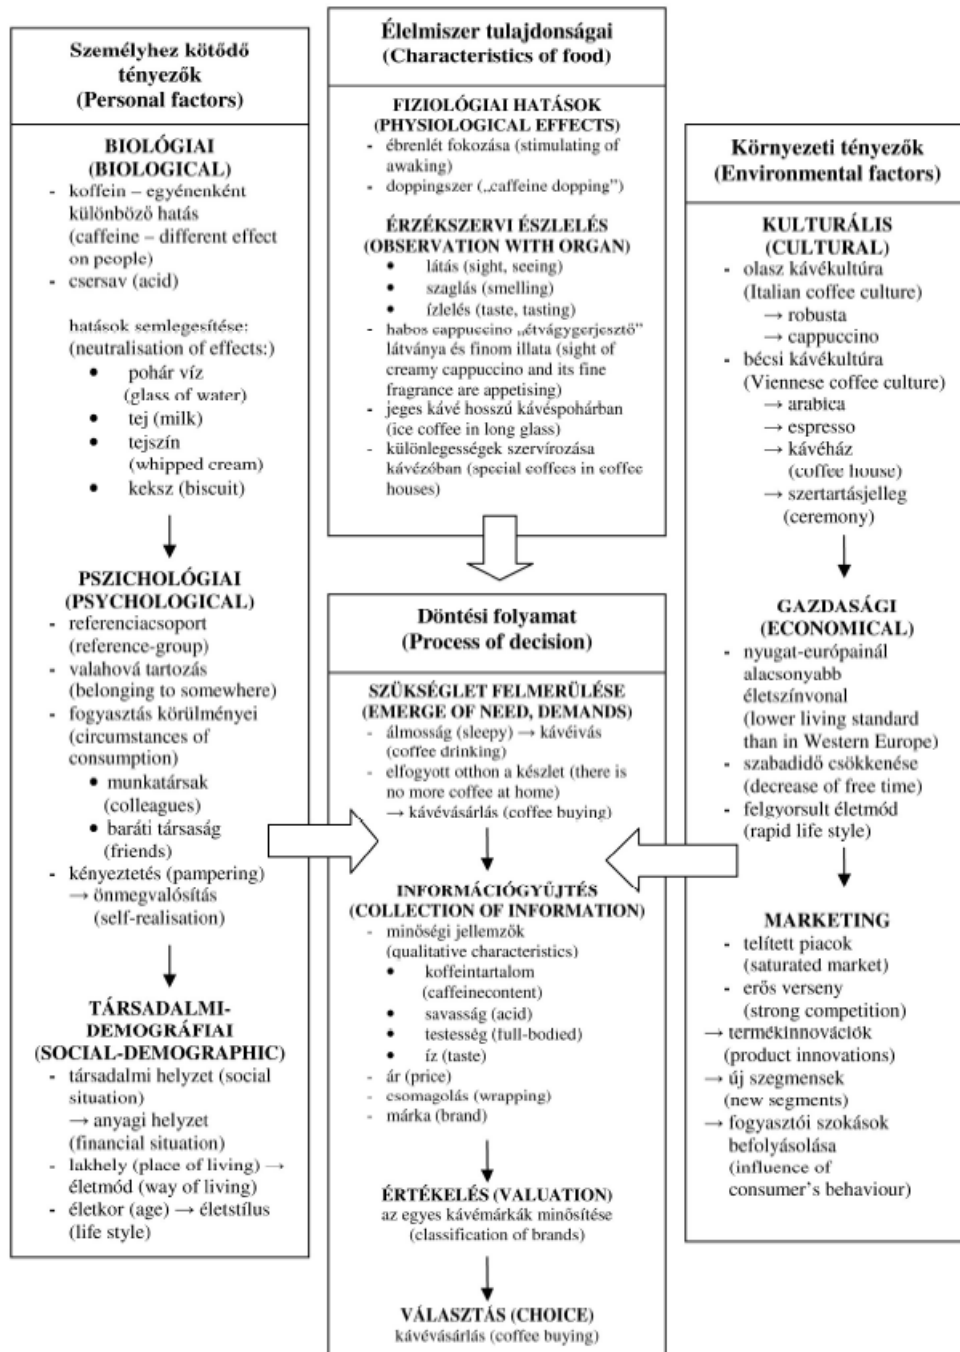 Személyhez kötődő
tényezők
(Personal factors)
BIOLÓGIAI
(BIOLOGICAL)
- koffein – egyénenként
különböző hatás
(caffeine – different effect
on people)
- csersav (acid)
hatások semlegesítése:
(neutralisation of effects:)
• pohár víz
(glass of water)
• tej (milk)
• tejszín
(whipped cream)
• keksz (biscuit)
PSZICHOLÓGIAI
(PSYCHOLOGICAL)
- referenciacsoport
(reference-group)
- valahová tartozás
(belonging to somewhere)
- fogyasztás körülményei
(circumstances of
consumption)
• munkatársak
(colleagues)
• baráti társaság
(friends)
- kényeztetés (pampering)
→ önmegvalósítás
(self-realisation)
TÁRSADALMI-
DEMOGRÁFIAI
(SOCIAL-DEMOGRAPHIC)
- társadalmi helyzet (social
situation)
→ anyagi helyzet
(financial situation)
- lakhely (place of living) →
életmód (way of living)
- életkor (age) → életstílus
(life style)
Élelmiszer tulajdonságai
(Characteristics of food)
FIZIOLÓGIAI HATÁSOK
(PHYSIOLOGICAL EFFECTS)
- ébrenlét fokozása (stimulating of
awaking)
- doppingszer („caffeine dopping”)
ÉRZÉKSZERVI ÉSZLELÉS
(OBSERVATION WITH ORGAN)
• látás (sight, seeing)
• szaglás (smelling)
• ízlelés (taste, tasting)
- habos cappuccino „étvágygerjesztő”
látványa és finom illata (sight of
creamy cappuccino and its fine
fragrance are appetising)
- jeges kávé hosszú kávéspohárban
(ice coffee in long glass)
- különlegességek szervírozása
kávézóban (special coffees in coffee
houses)
Döntési folyamat
(Process of decision)
SZÜKSÉGLET FELMERÜLÉSE
(EMERGE OF NEED, DEMANDS)
- álmosság (sleepy) → kávéivás
(coffee drinking)
- elfogyott otthon a készlet (there is
no more coffee at home)
→ kávévásárlás (coffee buying)
INFORMÁCIÓGYŰJTÉS
(COLLECTION OF INFORMATION)
- minőségi jellemzők
(qualitative characteristics)
• koffeintartalom
(caffeinecontent)
• savasság (acid)
• testesség (full-bodied)
• íz (taste)
- ár (price)
- csomagolás (wrapping)
- márka (brand)
ÉRTÉKELÉS (VALUATION)
az egyes kávémárkák minősítése
(classification of brands)
VÁLASZTÁS (CHOICE)
kávévásárlás (coffee buying)
Környezeti tényezők
(Environmental factors)
KULTURÁLIS
(CULTURAL)
- olasz kávékultúra
(Italian coffee culture)
→ robusta
→ cappuccino
- bécsi kávékultúra
(Viennese coffee culture)
→ arabica
→ espresso
→ kávéház
(coffee house)
→ szertartásjelleg
(ceremony)
GAZDASÁGI
(ECONOMICAL)
- nyugat-európainál
alacsonyabb
életszínvonal
(lower living standard
than in Western Europe)
- szabadidő csökkenése
(decrease of free time)
- felgyorsult életmód
(rapid life style)
MARKETING
- telített piacok
(saturated market)
- erős verseny
(strong competition)
→ termékinnovációk
(product innovations)
→ új szegmensek
(new segments)
→ fogyasztói szokások
befolyásolása
(influence of
consumer's behaviour)